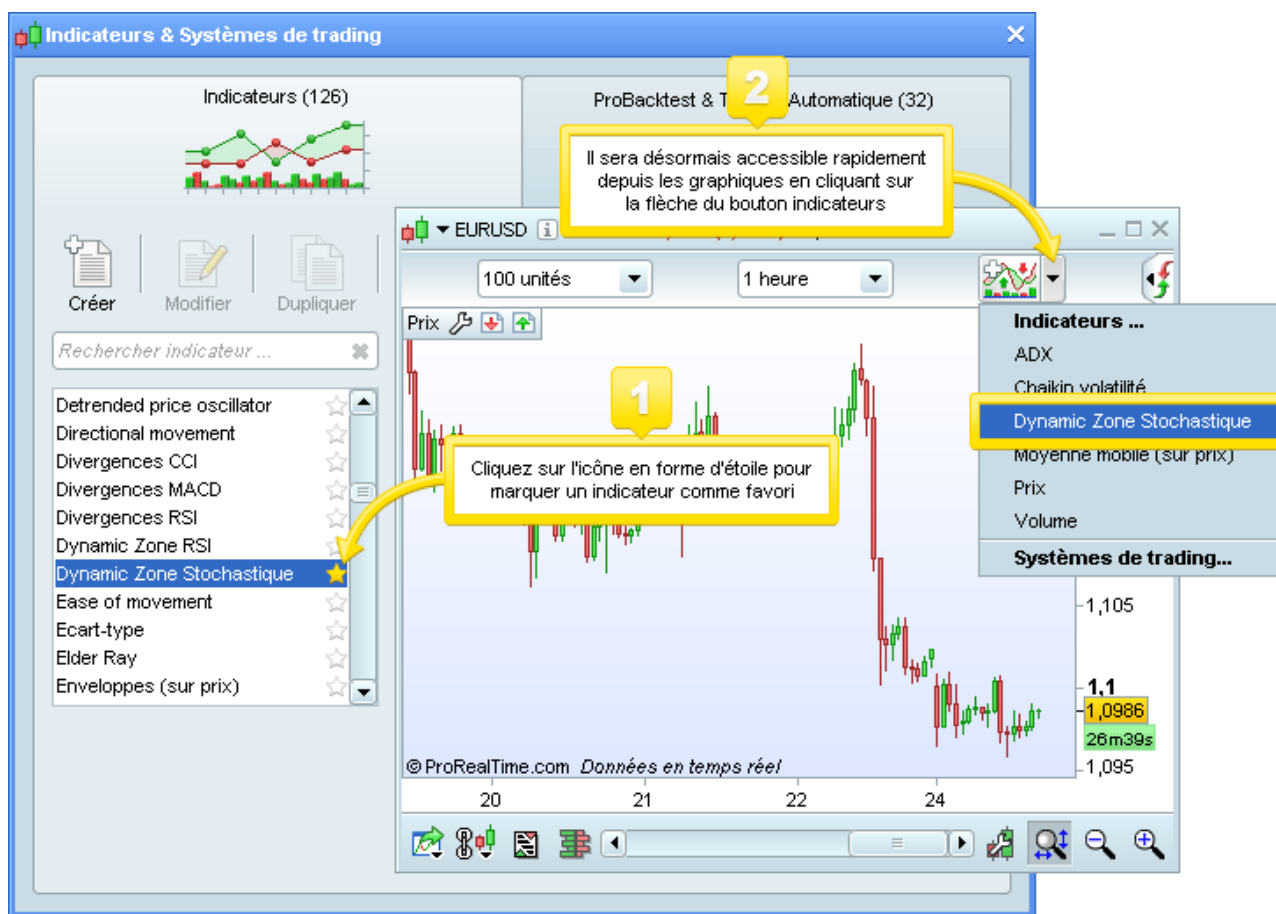 Indicateurs & Systèmes de trading
Indicateurs (126)
ProBacktest & T Automatique (32)
2
Il sera désormais accessible rapidement
depuis les graphiques en cliquant sur
la flèche du bouton indicateurs
Créer
Modifier
Dupliquer
Rechercher indicateur ...
Detrended price oscillator
Directional movement
Divergences CCI
Divergences MACD
Divergences RSI
Dynamic Zone RSI
Dynamic Zone Stochastique
Ease of movement
Ecart-type
Elder Ray
Enveloppes (sur prix)
EURUSD
100 unités
1 heure
Prix
1
Cliquez sur l'icône en forme d'étoile pour
marquer un indicateur comme favori
Indicateurs ...
ADX
Chaikin volatilité
Dynamic Zone Stochastique
Moyenne mobile (sur prix)
Prix
Volume
Systèmes de trading...
1,105
1,1
1,0986
26m39s
1,095
© ProRealTime.com Données en temps réel
20 21 22 24